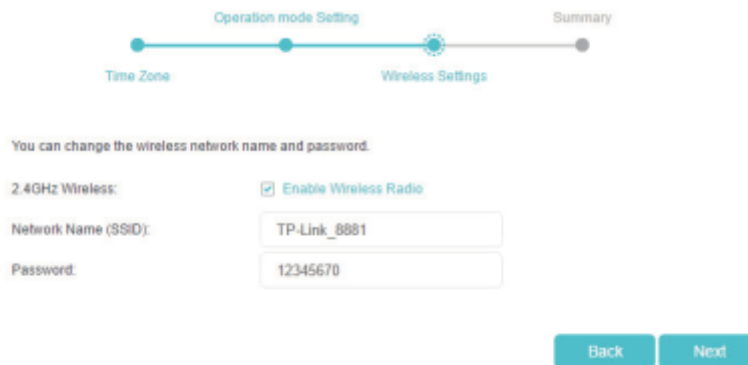 Operation mode Setting
Summary
Time Zone
Wireless Settings
You can change the wireless network name and password.
2.4GHz Wireless:
Enable Wireless Radio
Network Name (SSID):
TP-Link_8881
Password:
12345670
Back
Next